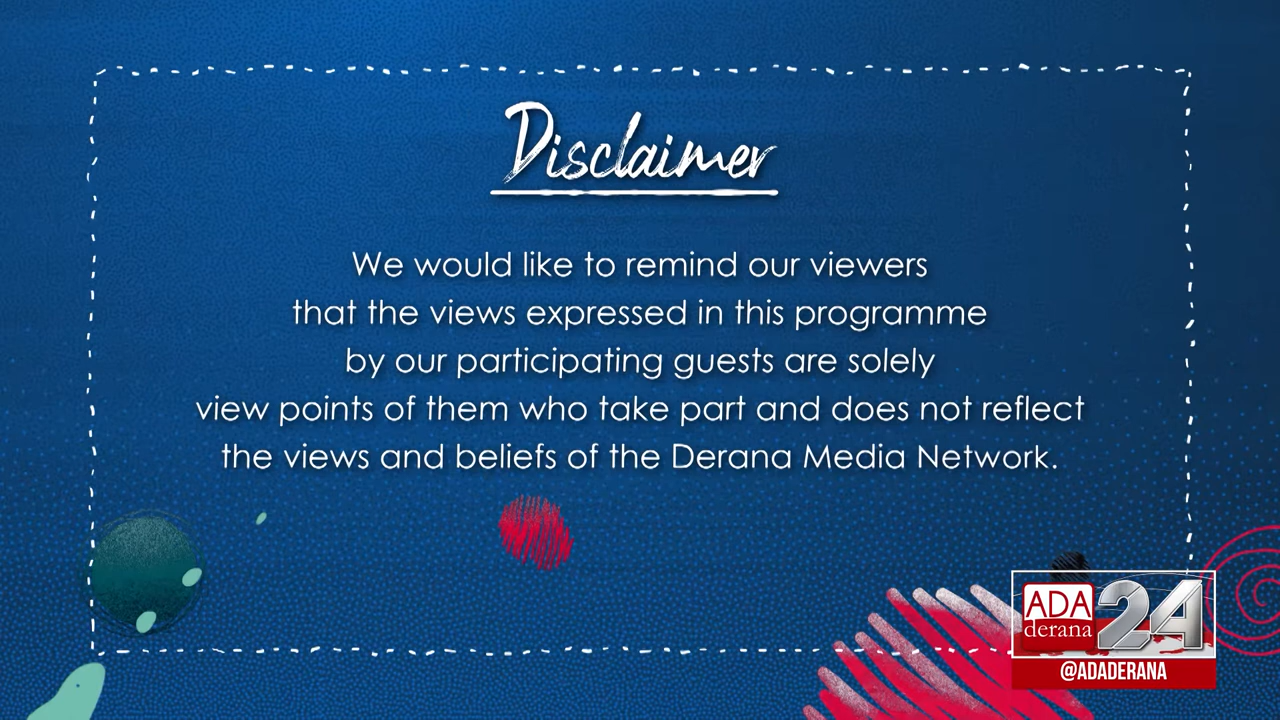 Disclaimer
We would like to remind our viewers
that the views expressed in this programme
by our participating guests are solely
view points of them who take part and does not reflect
the views and beliefs of the Derana Media Network.
ADA
derana
24
@ADADERANA